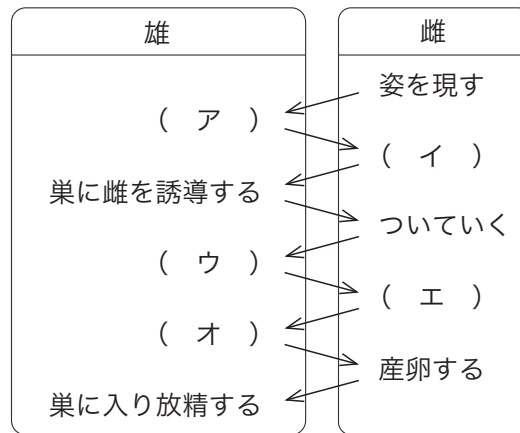 雄
雌
姿を現す
( ア )
( イ )
巣に雌を誘導する
ついていく
( ウ )
( エ )
( オ )
産卵する
巣に入り放精する